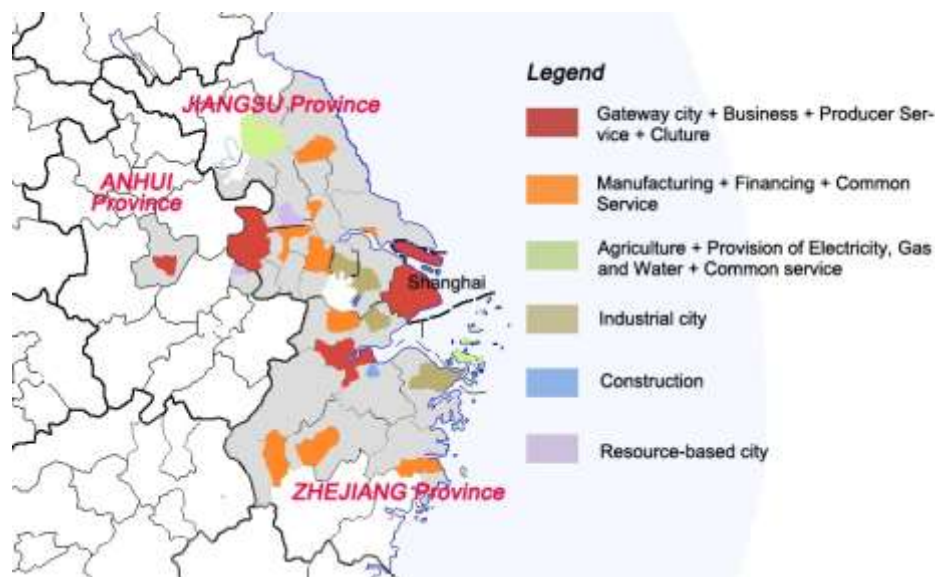 JIANGSU Province
ANHUI
Province
Shanghai
ZHEJIANG Province
Legend
Gateway city + Business + Producer Ser-
vice + Cluture
Manufacturing + Financing + Common
Service
Agriculture + Provision of Electricity, Gas
and Water + Common service
Industrial city
Construction
Resource-based city